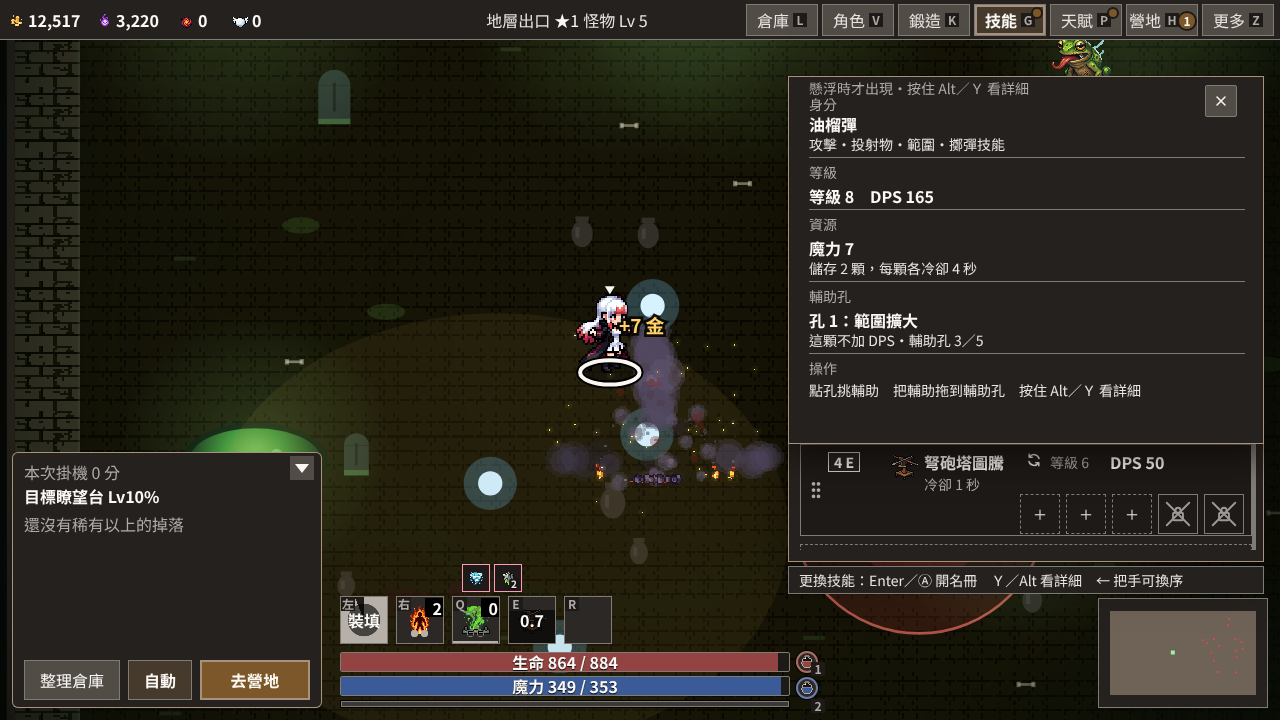 12,517 3,220 0 0
地層出口 ★1 怪物 Lv 5
倉庫 L
角色 V
鍛造 K
技能 G
天賦 P
營地 H 1
更多 Z
懸浮時才出現・按住 Alt／Y 看詳細
身分
油榴彈
攻擊・投射物・範圍・擲彈技能
等級
等級 8 DPS 165
資源
魔力 7
儲存 2 顆，每顆各冷卻 4 秒
輔助孔
孔 1：範圍擴大
這顆不加 DPS・輔助孔 3／5
操作
點孔挑輔助 把輔助拖到輔助孔 按住 Alt／Y 看詳細
×
4 E 弩砲塔圖騰 等級 6 DPS 50
冷卻 1 秒
+ + +
更換技能：Enter／Ⓐ 開名冊 Y／Alt 看詳細 ← 把手可換序
+7 金
本次掛機 0 分
目標瞭望台 Lv10%
還沒有稀有以上的掉落
整理倉庫 自動 去營地
2
左 裝填
右 2
Q 0
E 0.7
R
生命 864 / 884
1
魔力 349 / 353
2